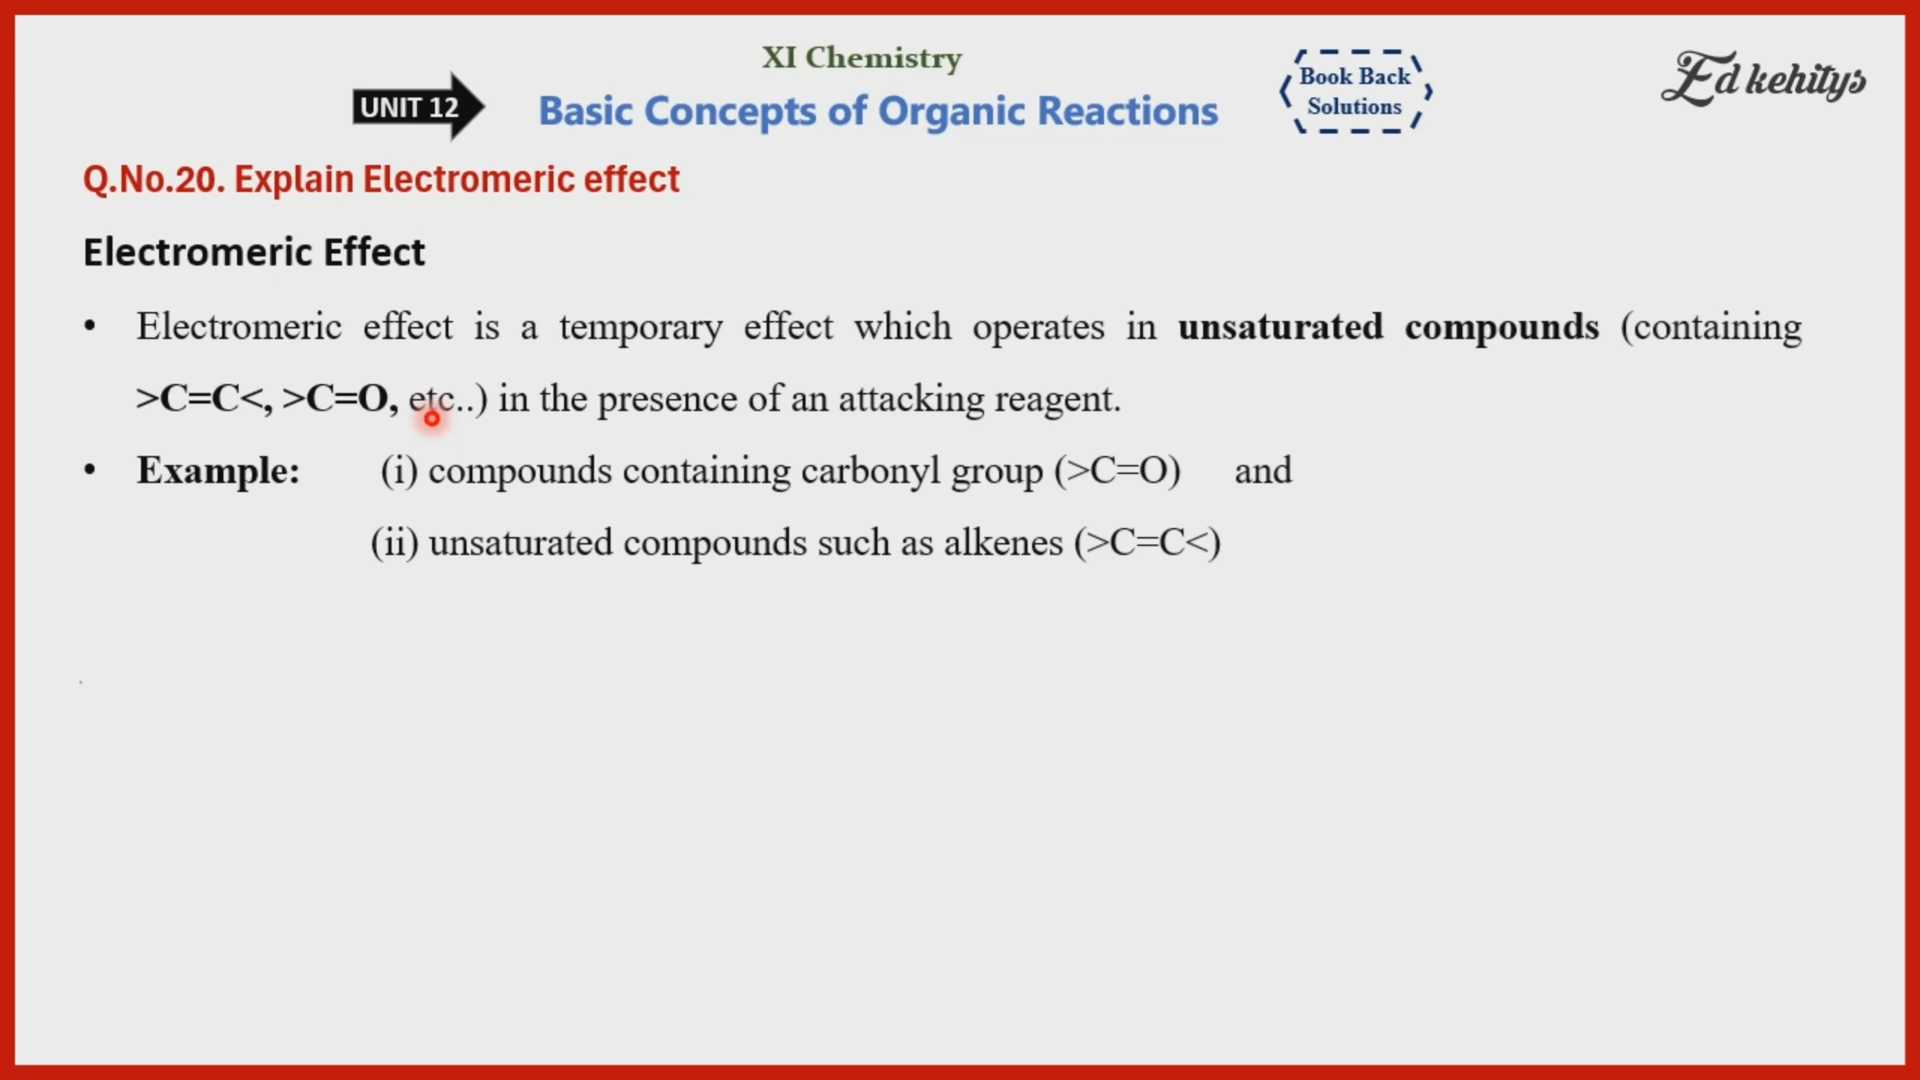 XI Chemistry
UNIT 12
Basic Concepts of Organic Reactions
Book Back
Solutions
Ed kehitys
Q.No.20. Explain Electromeric effect
Electromeric Effect
• Electromeric effect is a temporary effect which operates in unsaturated compounds (containing
>C=C<, >C=O, etc..) in the presence of an attacking reagent.
• Example: (i) compounds containing carbonyl group (>C=O) and
(ii) unsaturated compounds such as alkenes (>C=C<)